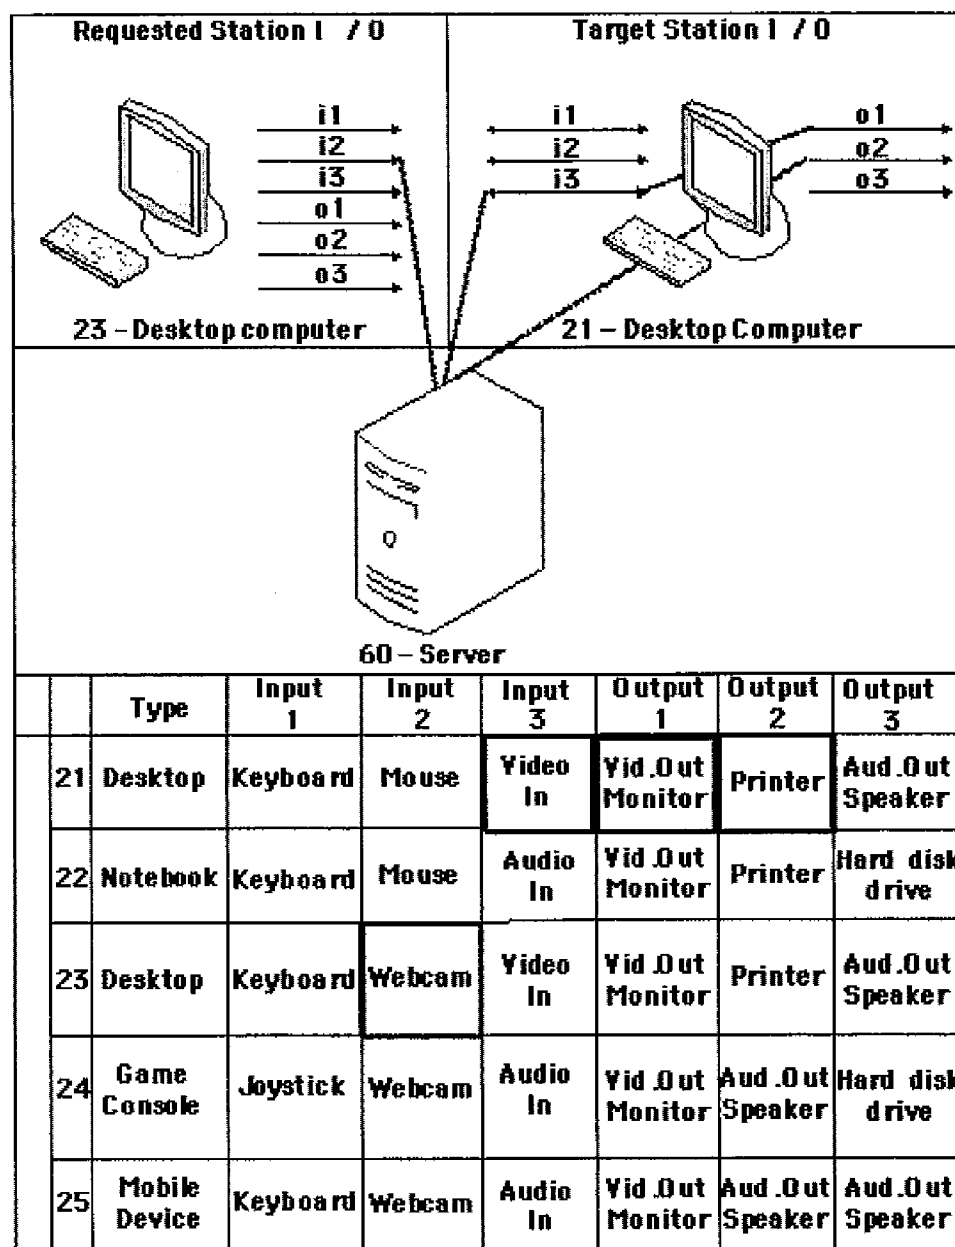 Requested Station I / O
Target Station I / O
i1
i2
i3
o1
o2
o3
i1
i2
i3
o1
o2
o3
23 – Desktop computer
21 – Desktop Computer
60 – Server
Type
Input 1
Input 2
Input 3
Output 1
Output 2
Output 3
21
Desktop
Keyboard
Mouse
Video
In
Vid.Out
Monitor
Printer
Aud.Out
Speaker
22
Notebook
Keyboard
Mouse
Audio
In
Vid.Out
Monitor
Printer
Hard disk
drive
23
Desktop
Keyboard
Webcam
Video
In
Vid.Out
Monitor
Printer
Aud.Out
Speaker
24
Game
Console
Joystick
Webcam
Audio
In
Vid.Out
Monitor
Aud.Out
Speaker
Hard disk
drive
25
Mobile
Device
Keyboard
Webcam
Audio
In
Vid.Out
Monitor
Aud.Out
Speaker
Aud.Out
Speaker